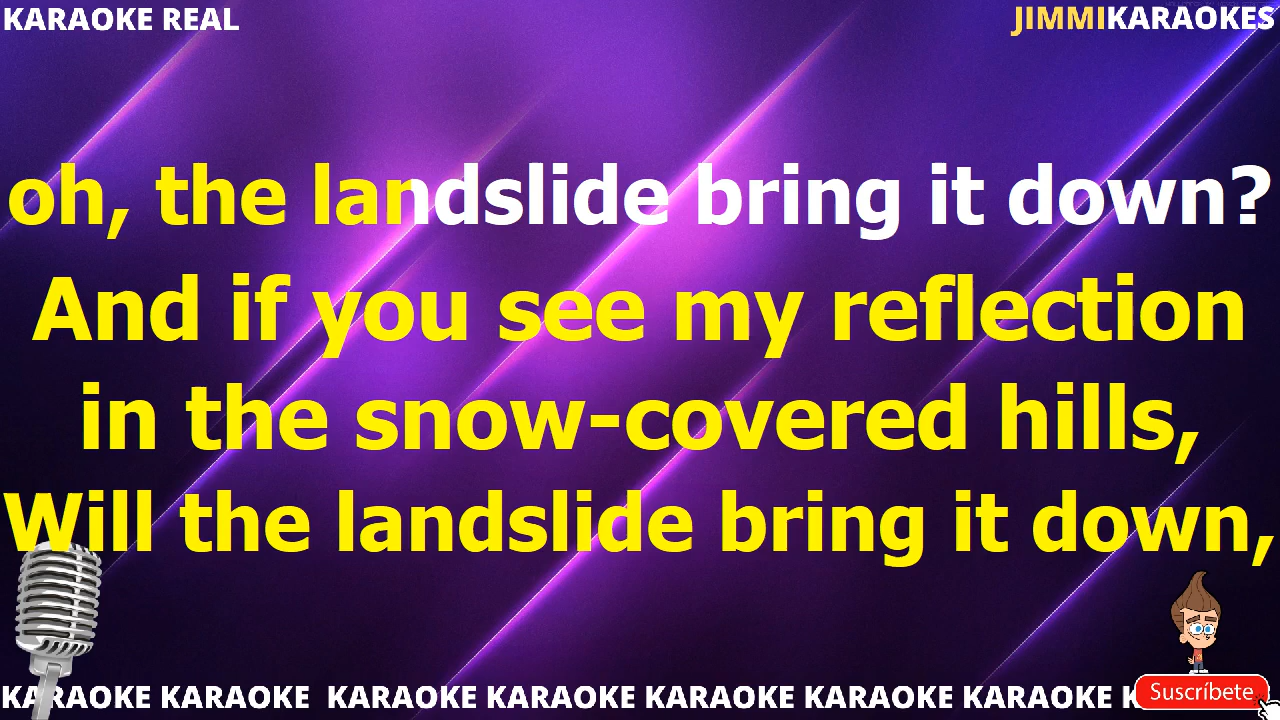 KARAOKE REAL
JIMMIKARAOKES
oh, the landslide bring it down?
And if you see my reflection
in the snow-covered hills,
Will the landslide bring it down,
KARAOKE KARAOKE KARAOKE KARAOKE KARAOKE KARAOKE KARAOKE
Suscríbete